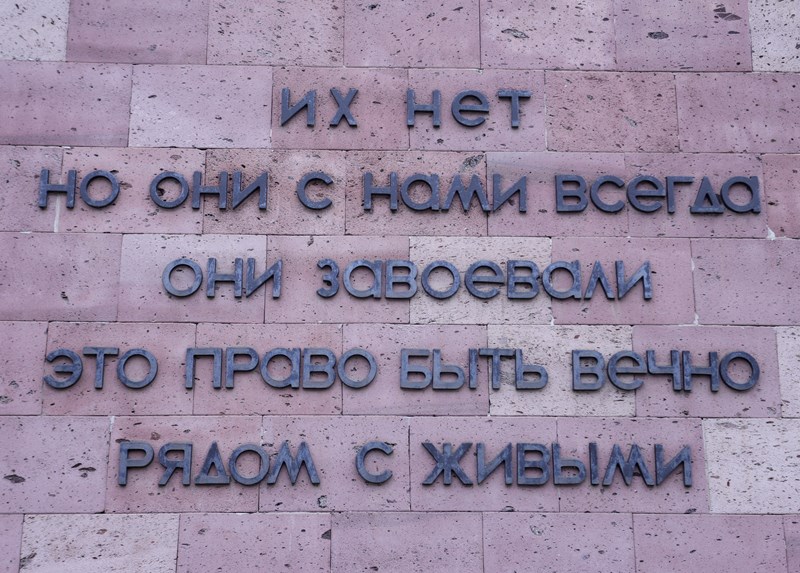 их нет
но они с нами всегда
они завоевали
это право быть вечно
рядом с живыми